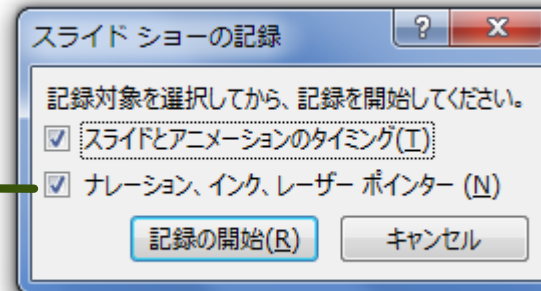 スライド ショーの記録
記録対象を選択してから、記録を開始してください。
スライドとアニメーションのタイミング(T)
ナレーション、インク、レーザー ポインター (N)
記録の開始(R) キャンセル